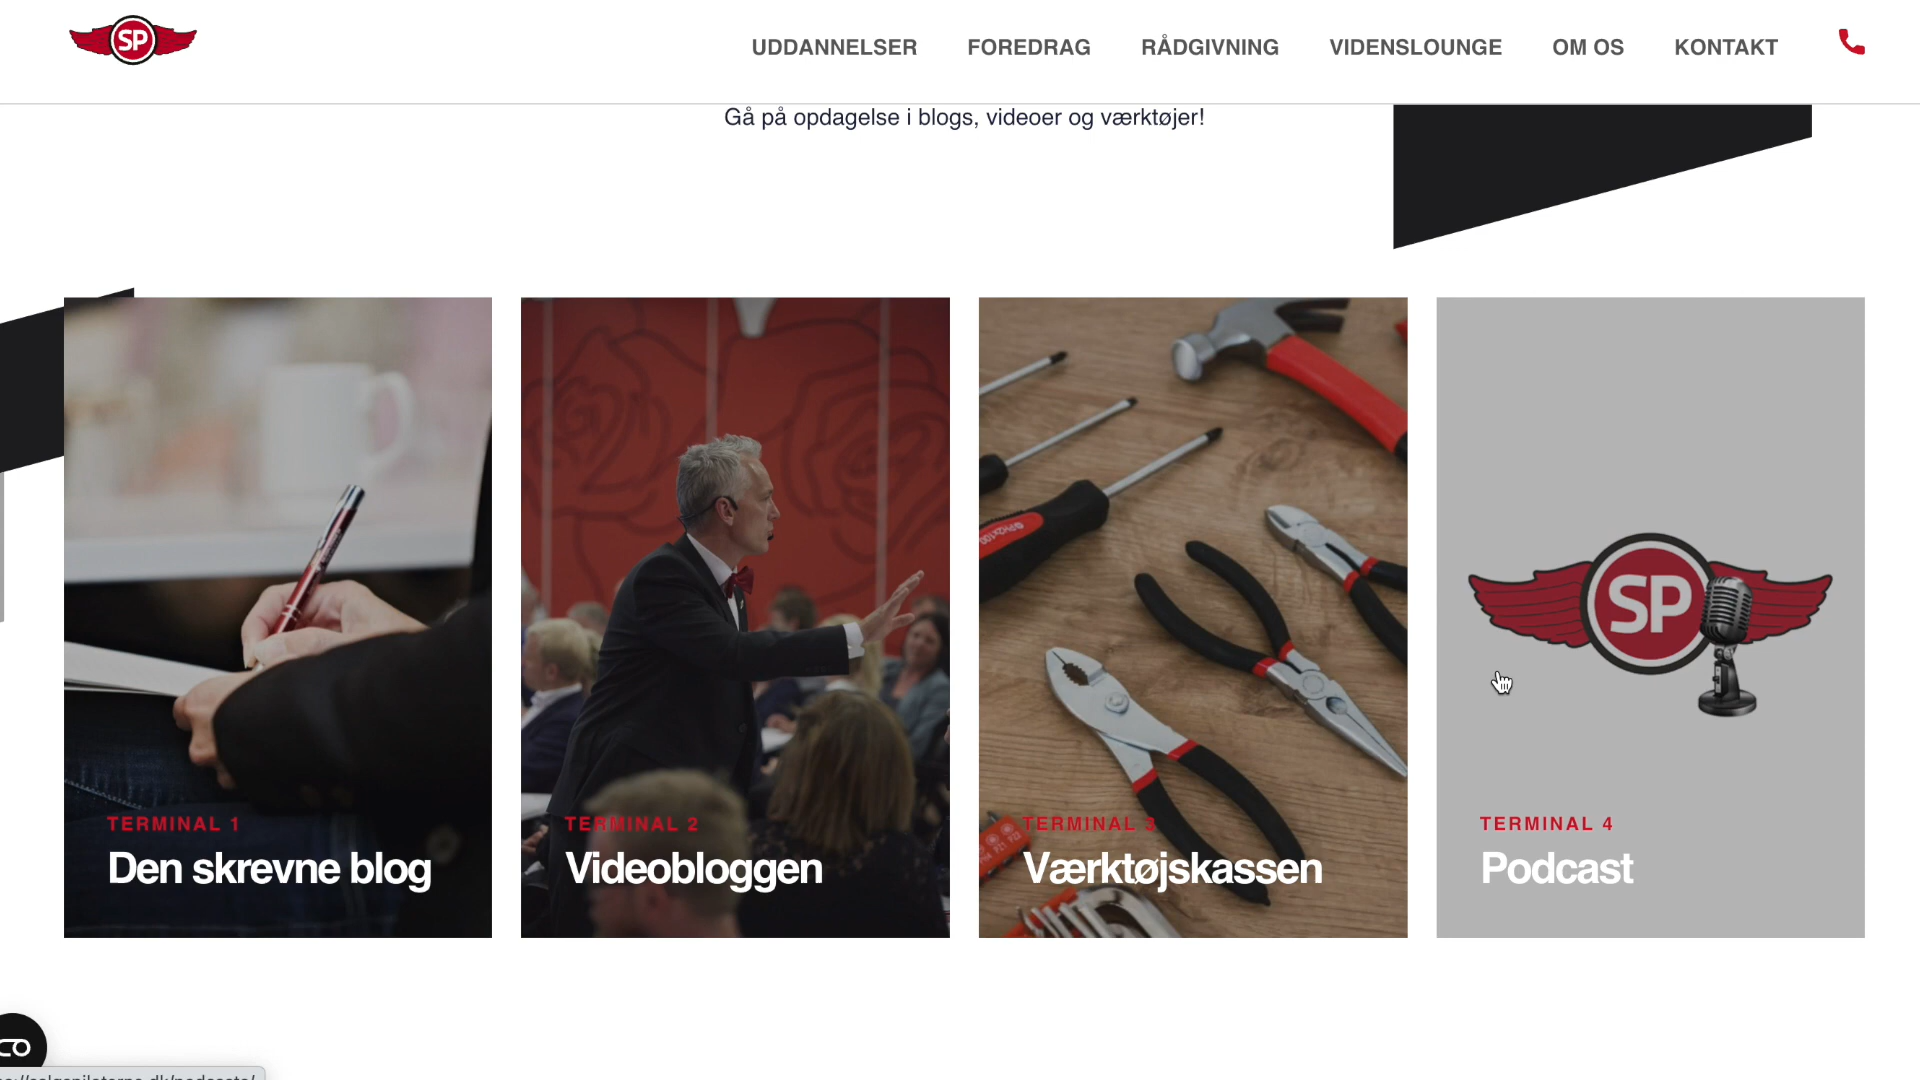 SP
UDDANNELSER FOREDRAG RÅDGIVNING VIDENSLOUNGE OM OS KONTAKT
Gå på opdagelse i blogs, videoer og værktøjer!
SP
TERMINAL 1
Den skrevne blog
TERMINAL 2
Videobloggen
TERMINAL 3
Værktøjskassen
TERMINAL 4
Podcast